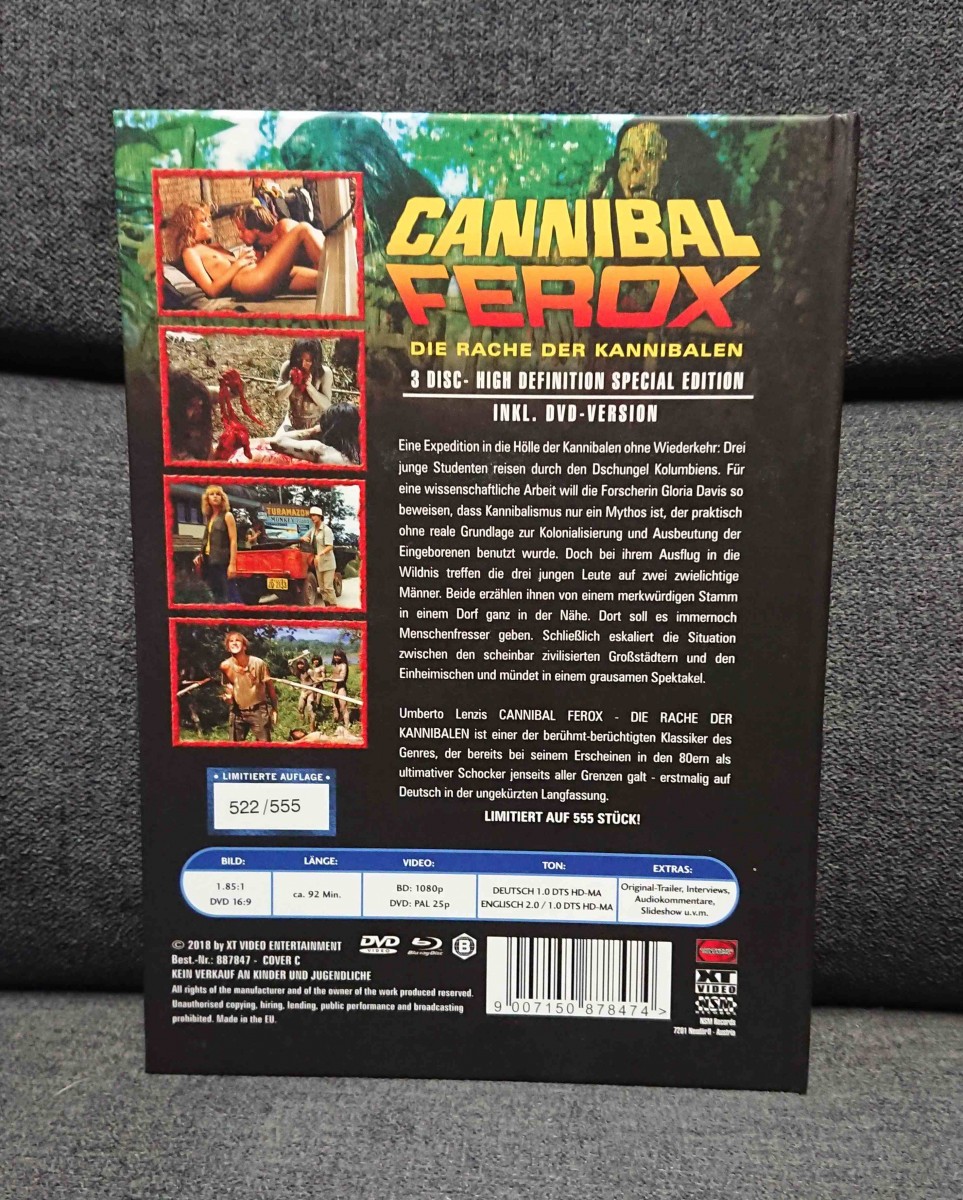 CANNIBAL
FEROX
DIE RACHE DER KANNIBALEN
3 DISC- HIGH DEFINITION SPECIAL EDITION
INKL. DVD-VERSION
Eine Expedition in die Hölle der Kannibalen ohne Wiederkehr: Drei
junge Studenten reisen durch den Dschungel Kolumbiens. Für
eine wissenschaftliche Arbeit will die Forscherin Gloria Davis so
beweisen, dass Kannibalismus nur ein Mythos ist, der praktisch
ohne reale Grundlage zur Kolonialisierung und Ausbeutung der
Eingeborenen benutzt wurde. Doch bei ihrem Ausflug in die
Wildnis treffen die drei jungen Leute auf zwei zwielichtige
Männer. Beide erzählen ihnen von einem merkwürdigen Stamm
in einem Dorf ganz in der Nähe. Dort soll es immernoch
Menschenfresser geben. Schließlich eskaliert die Situation
zwischen den scheinbar zivilisierten Großstädtern und den
Einheimischen und mündet in einem grausamen Spektakel.
Umberto Lenzis CANNIBAL FEROX - DIE RACHE DER
KANNIBALEN ist einer der berühmt-berüchtigten Klassiker des
Genres, der bereits bei seinem Erscheinen in den 80ern als
ultimativer Schocker jenseits aller Grenzen galt - erstmalig auf
Deutsch in der ungekürzten Langfassung.
LIMITIERT AUF 555 STÜCK!
TURAMAZON
MONKEY
• LIMITIERTE AUFLAGE •
522/555
BILD: LÄNGE: VIDEO: TON: EXTRAS:
1.85:1
DVD 16:9
ca. 92 Min.
BD: 1080p
DVD: PAL 25p
DEUTSCH 1.0 DTS HD-MA
ENGLISCH 2.0 / 1.0 DTS HD-MA
Original-Trailer, Interviews,
Audiokommentare,
Slideshow u.v.m.
© 2018 by XT VIDEO ENTERTAINMENT
Best.-Nr.: 887847 - COVER C
KEIN VERKAUF AN KINDER UND JUGENDLICHE
All rights of the manufacturer and of the owner of the work produced reserved.
Unauthorised copying, hiring, lending, public performance and broadcasting
prohibited. Made in the EU.
DVD
VIDEO
Blu-ray Disc
B
9 007150 878474 >
XT
VIDEO
NSM
NSM Records
7201 Neudörfl - Austria